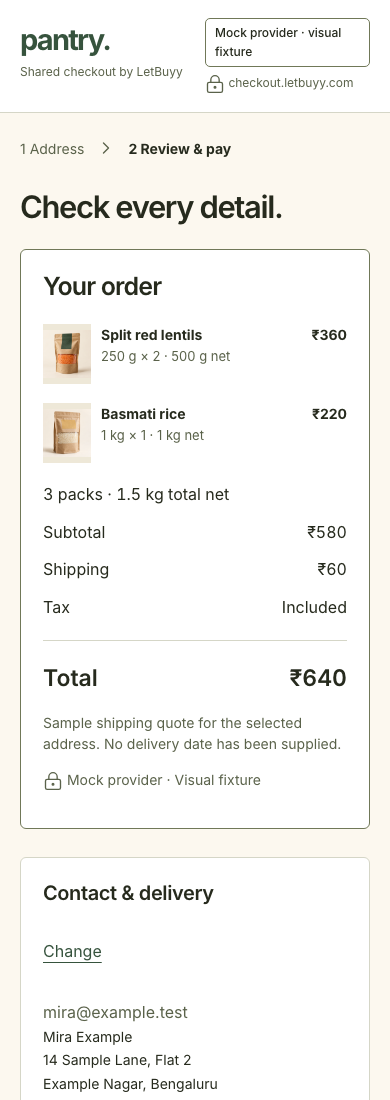 pantry.
Shared checkout by LetBuyy
Mock provider · visual
fixture
checkout.letbuyy.com
1 Address
2 Review & pay
Check every detail.
Your order
Split red lentils ₹360
250 g × 2 · 500 g net
Basmati rice ₹220
1 kg × 1 · 1 kg net
3 packs · 1.5 kg total net
Subtotal ₹580
Shipping ₹60
Tax Included
Total ₹640
Sample shipping quote for the selected
address. No delivery date has been supplied.
Mock provider · Visual fixture
Contact & delivery
Change
mira@example.test
Mira Example
14 Sample Lane, Flat 2
Example Nagar, Bengaluru